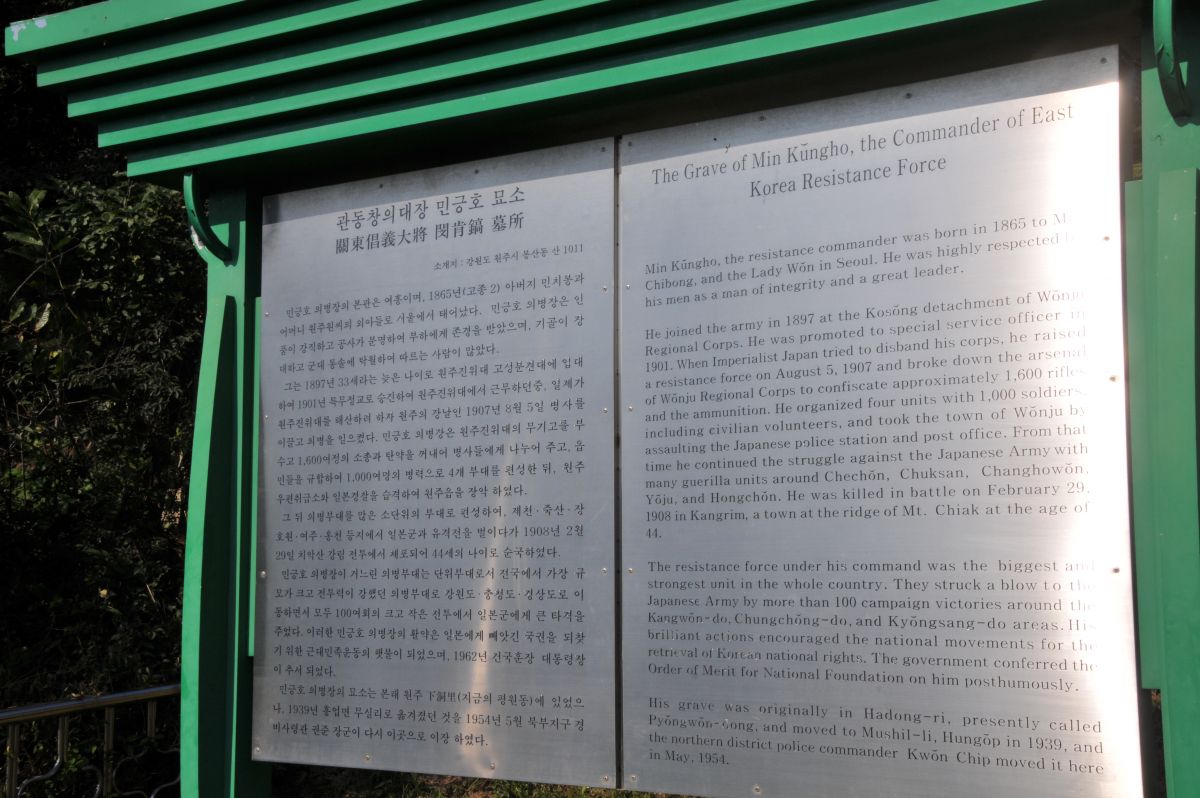 관동창의대장 민긍호 묘소
關東倡義大將 閔肯鎬 墓所
소재지 : 강원도 원주시 봉산동 산 1011
민긍호 의병장의 본관은 여흥이며, 1865년(고종 2) 아버지 민치봉과
어머니 원주원씨의 외아들로 서울에서 태어났다. 민긍호 의병장은 인
품이 강직하고 공사가 분명하여 부하에게 존경을 받았으며, 기골이 장
대하고 군대 통솔에 탁월하여 따르는 사람이 많았다.
그는 1897년 33세라는 늦은 나이로 원주진위대 고성분견대에 입대
하여 1901년 특무정교로 승진하여 원주진위대에서 근무하던중, 일제가
원주진위대를 해산하려 하자 원주의 장날인 1907년 8월 5일 병사를
이끌고 의병을 일으켰다. 민긍호 의병장은 원주진위대의 무기고를 부
수고 1,600여정의 소총과 탄약을 꺼내어 병사들에게 나누어 주고, 읍
민들을 규합하여 1,000여명의 병력으로 4개 부대를 편성한 뒤, 원주
우편취급소와 일본경찰을 습격하여 원주읍을 장악 하였다.
그 뒤 의병부대를 많은 소단위의 부대로 편성하여, 제천·죽산·장
호원·여주·홍천 등지에서 일본군과 유격전을 벌이다가 1908년 2월
29일 치악산 강림 전투에서 체포되어 44세의 나이로 순국하였다.
민긍호 의병장이 거느린 의병부대는 단위부대로서 전국에서 가장 규
모가 크고 전투력이 강했던 의병부대로 강원도·충청도·경상도로 이
동하면서 모두 100여회의 크고 작은 전투에서 일본군에게 큰 타격을
주었다. 이러한 민긍호 의병장의 활약은 일본에게 빼앗긴 국권을 되찾
기 위한 근대민족운동의 횃불이 되었으며, 1962년 건국훈장 대통령장
이 추서 되었다.
민긍호 의병장의 묘소는 본래 원주 下洞里(지금의 평원동)에 있었으
나, 1939년 흥업면 무실리로 옮겨졌던 것을 1954년 5월 북부지구 경
비사령관 권준 장군이 다시 이곳으로 이장 하였다.
The Grave of Min Kŭngho, the Commander of East
Korea Resistance Force
Min Kŭngho, the resistance commander was born in 1865 to M
Chibong, and the Lady Wŏn in Seoul. He was highly respected
his men as a man of integrity and a great leader.
He joined the army in 1897 at the Kosŏng detachment of Wŏnju
Regional Corps. He was promoted to special service officer in
1901. When Imperialist Japan tried to disband his corps, he raised
a resistance force on August 5, 1907 and broke down the arsenal
of Wŏnju Regional Corps to confiscate approximately 1,600 rifles
and the ammunition. He organized four units with 1,000 soldiers,
including civilian volunteers, and took the town of Wŏnju by
assaulting the Japanese police station and post office. From that
time he continued the struggle against the Japanese Army with
many guerilla units around Chechŏn, Chuksan, Changhowŏn,
Yŏju, and Hongchŏn. He was killed in battle on February 29,
1908 in Kangrim, a town at the ridge of Mt. Chiak at the age of
44.
The resistance force under his command was the biggest and
strongest unit in the whole country. They struck a blow to the
Japanese Army by more than 100 campaign victories around the
Kangwŏn-do, Chungchŏng-do, and Kyŏngsang-do areas. His
brilliant actions encouraged the national movements for the
retrieval of Korean national rights. The government conferred the
Order of Merit for National Foundation on him posthumously.
His grave was originally in Hadong-ri, presently called
Pyŏngwŏn-dong, and moved to Mushil-li, Hungŏp in 1939, and
the northern district police commander Kwŏn Chip moved it here
in May, 1954.